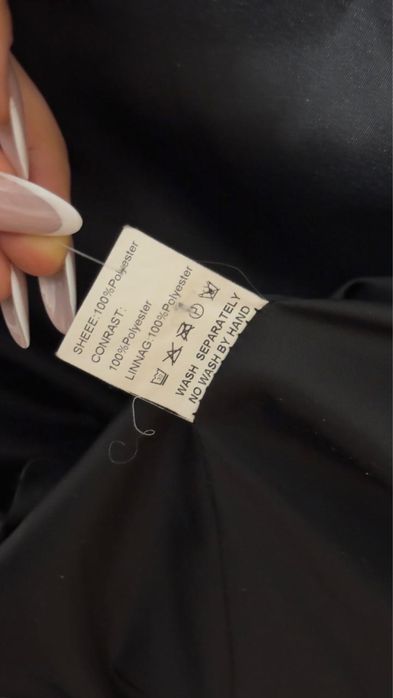 SHEEE:100%Polyester
CONRAST:
100%Polyester
LINNAG:100%Polyester
WASH SEPARATELY
NO WASH BY HAND